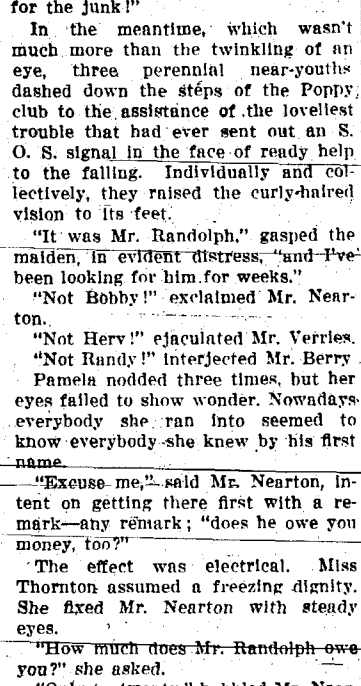 for the junk!"
In the meantime, which wasn't
much more than the twinkling of an
eye, three perennial near-youths
dashed down the steps of the Poppy
club to the assistance of the loveliest
trouble that had ever sent out an S.
O. S. signal in the face of ready help
to the falling. Individually and col-
lectively, they raised the curly-haired
vision to its feet.
"It was Mr. Randolph," gasped the
maiden, in evident distress, "and I've
been looking for him for weeks."
"Not Bobby!" exclaimed Mr. Near-
ton.
"Not Herv!" ejaculated Mr. Verries.
"Not Randy!" interjected Mr. Berry
Pamela nodded three times, but her
eyes failed to show wonder. Nowadays
everybody she ran into seemed to
know everybody she knew by his first
name.
"Excuse me," said Mr. Nearton, in-
tent on getting there first with a re-
mark—any remark; "does he owe you
money, too?"
The effect was electrical. Miss
Thornton assumed a freezing dignity.
She fixed Mr. Nearton with steady
eyes.
"How much does Mr. Randolph owe
you?" she asked.